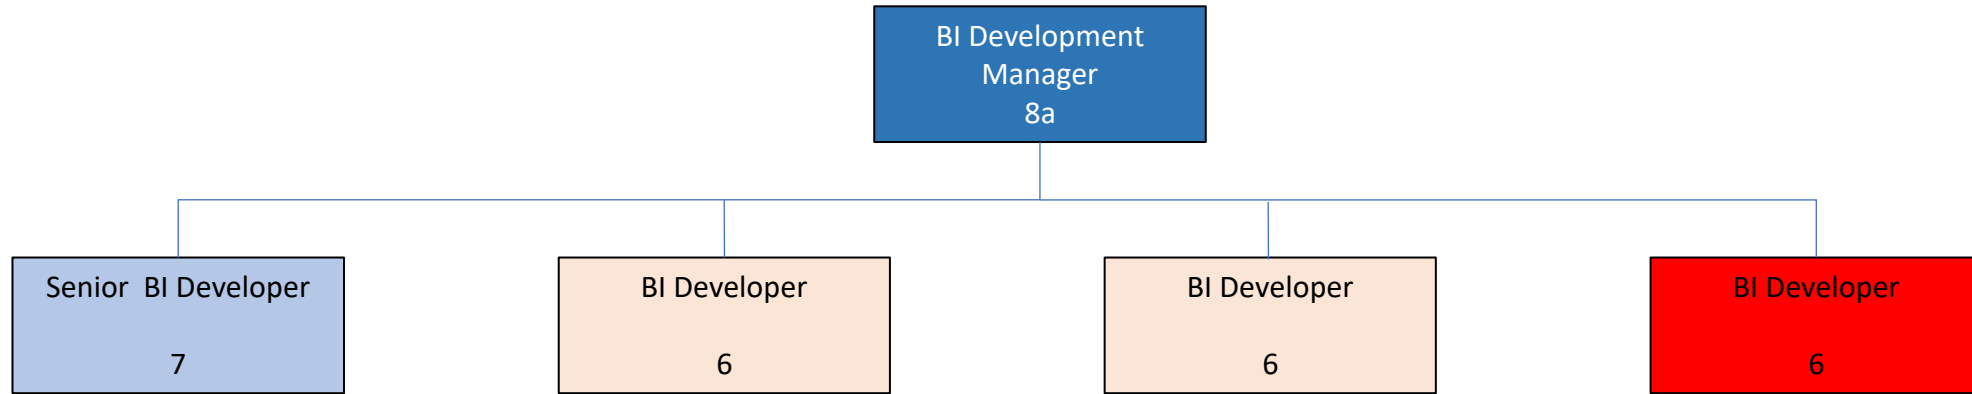 BI Development
Manager
8a
Senior  BI Developer
7
BI Developer
6
BI Developer
6
BI Developer
6